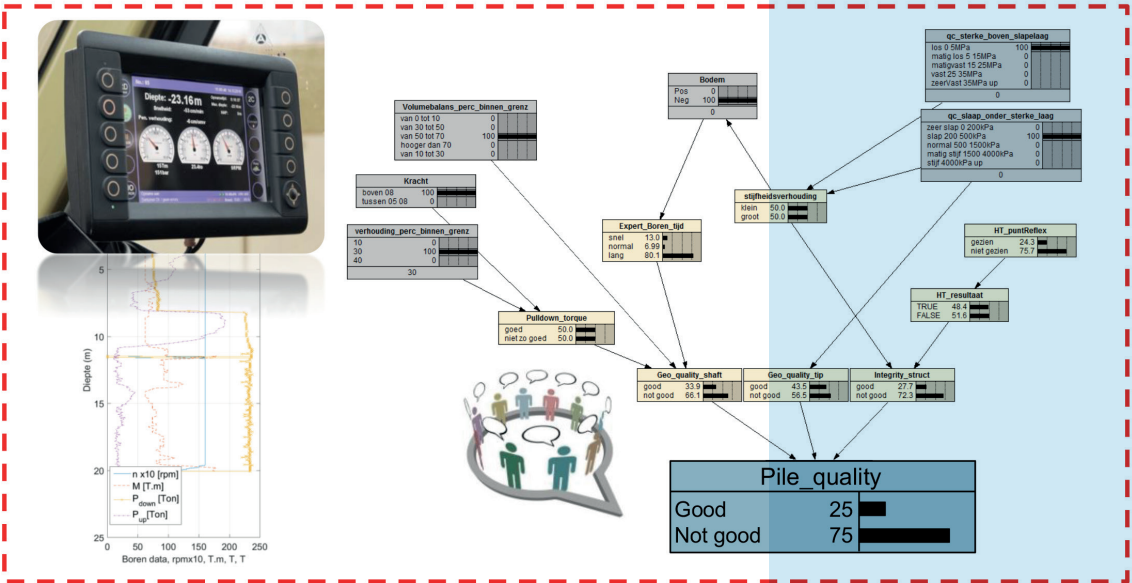 Diepte: -23.16 m
qc_sterke_boven_slapelaag
los 0 5MPa 100
matig los 5 15MPa 0
matigvast 15 25MPa 0
vast 25 35MPa 0
zeerVast 35MPa up 0
0
Bodem
Pos 0
Neg 100
0
Volumebalans_perc_binnen_grenz
van 0 tot 10 0
van 30 tot 50 0
van 50 tot 70 100
hooger dan 70 0
van 10 tot 30 0
qc_slaap_onder_sterke_laag
zeer slap 0 200kPa 0
slap 200 500kPa 100
normal 500 1500kPa 0
matig stijf 1500 4000kPa 0
stijf 4000kPa up 0
0
Kracht
boven 08 100
tussen 05 08 0
stijfheidsverhouding
klein 50.0
groot 50.0
verhouding_perc_binnen_grenz
10 0
30 100
40 0
30
Expert_Boren_tijd
snel 13.0
normal 6.99
lang 80.1
HT_puntReflex
gezien 24.3
niet gezien 75.7
HT_resultaat
TRUE 48.4
FALSE 51.6
Pulldown_torque
goed 50.0
niet zo goed 50.0
Geo_quality_shaft
good 33.9
not good 66.1
Geo_quality_tip
good 43.5
not good 56.5
Integrity_struct
good 27.7
not good 72.3
Pile_quality
Good 25
Not good 75
Diepte (m)
5
10
15
20
25
n x10 [rpm]
M [T.m]
P_down [Ton]
P_up [Ton]
0 50 100 150 200 250
Boren data, rpmx10, T.m, T, T